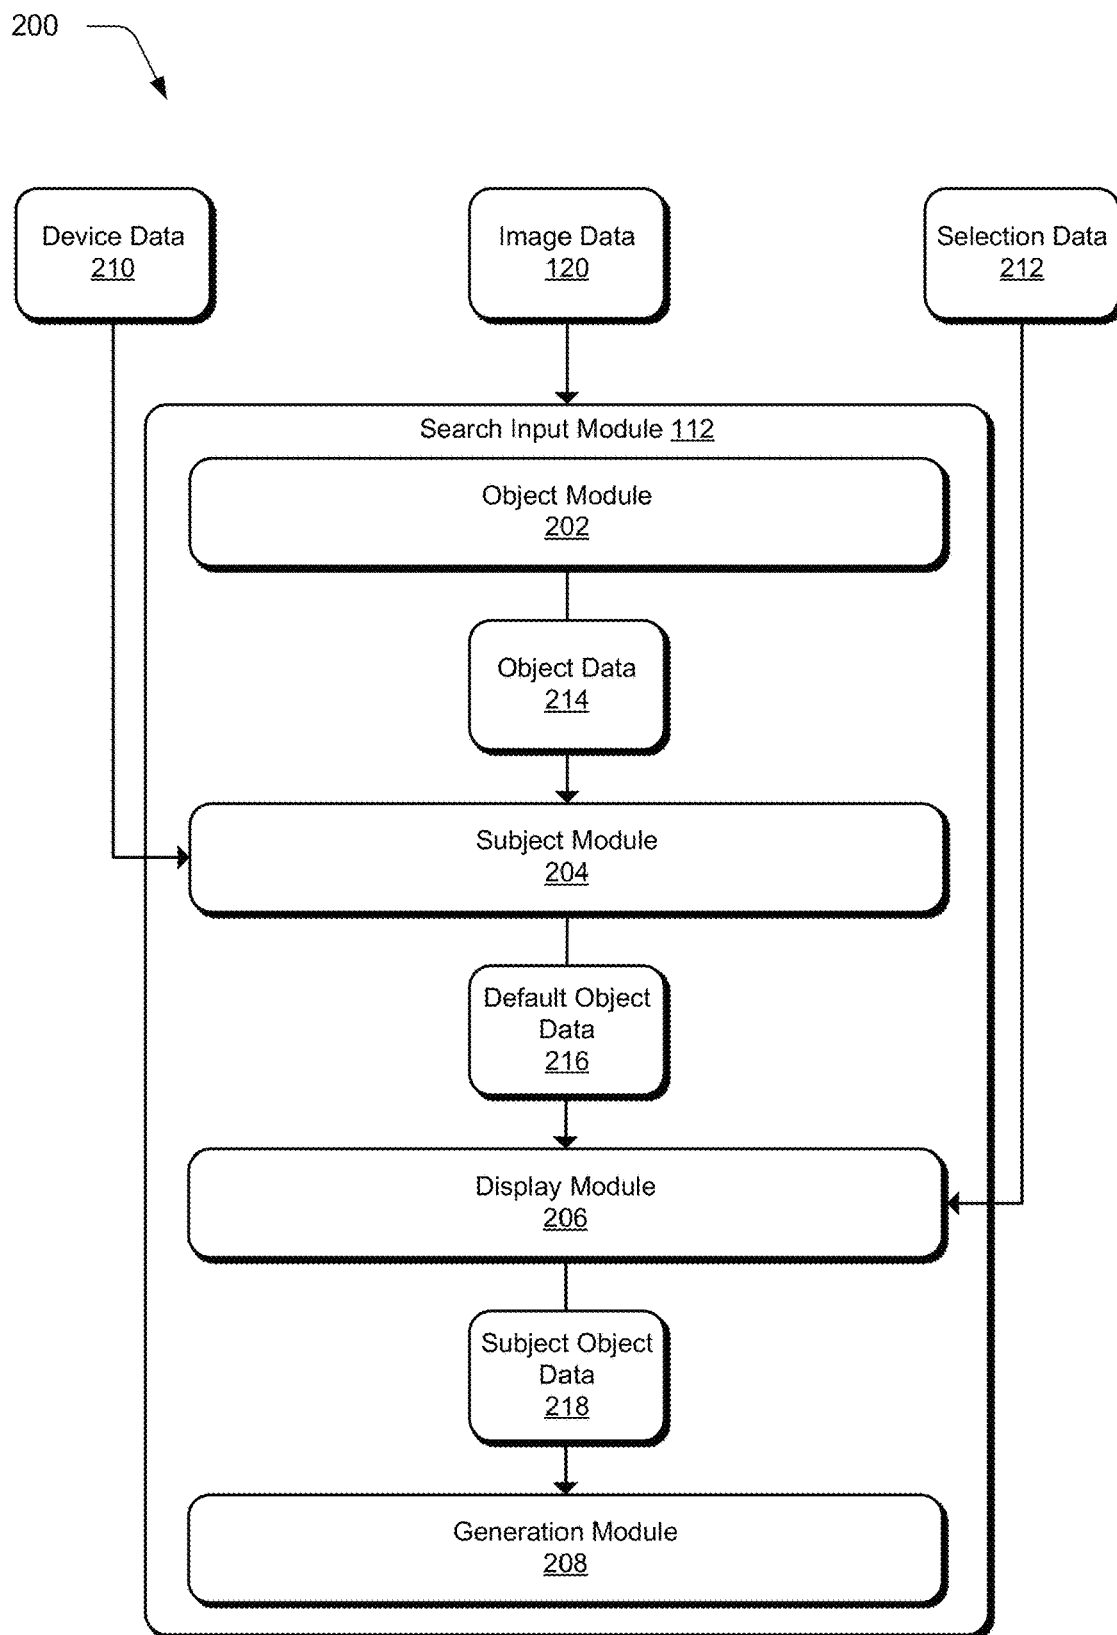 200
Device Data
210
Image Data
120
Selection Data
212
Search Input Module 112
Object Module
202
Object Data
214
Subject Module
204
Default Object
Data
216
Display Module
206
Subject Object
Data
218
Generation Module
208